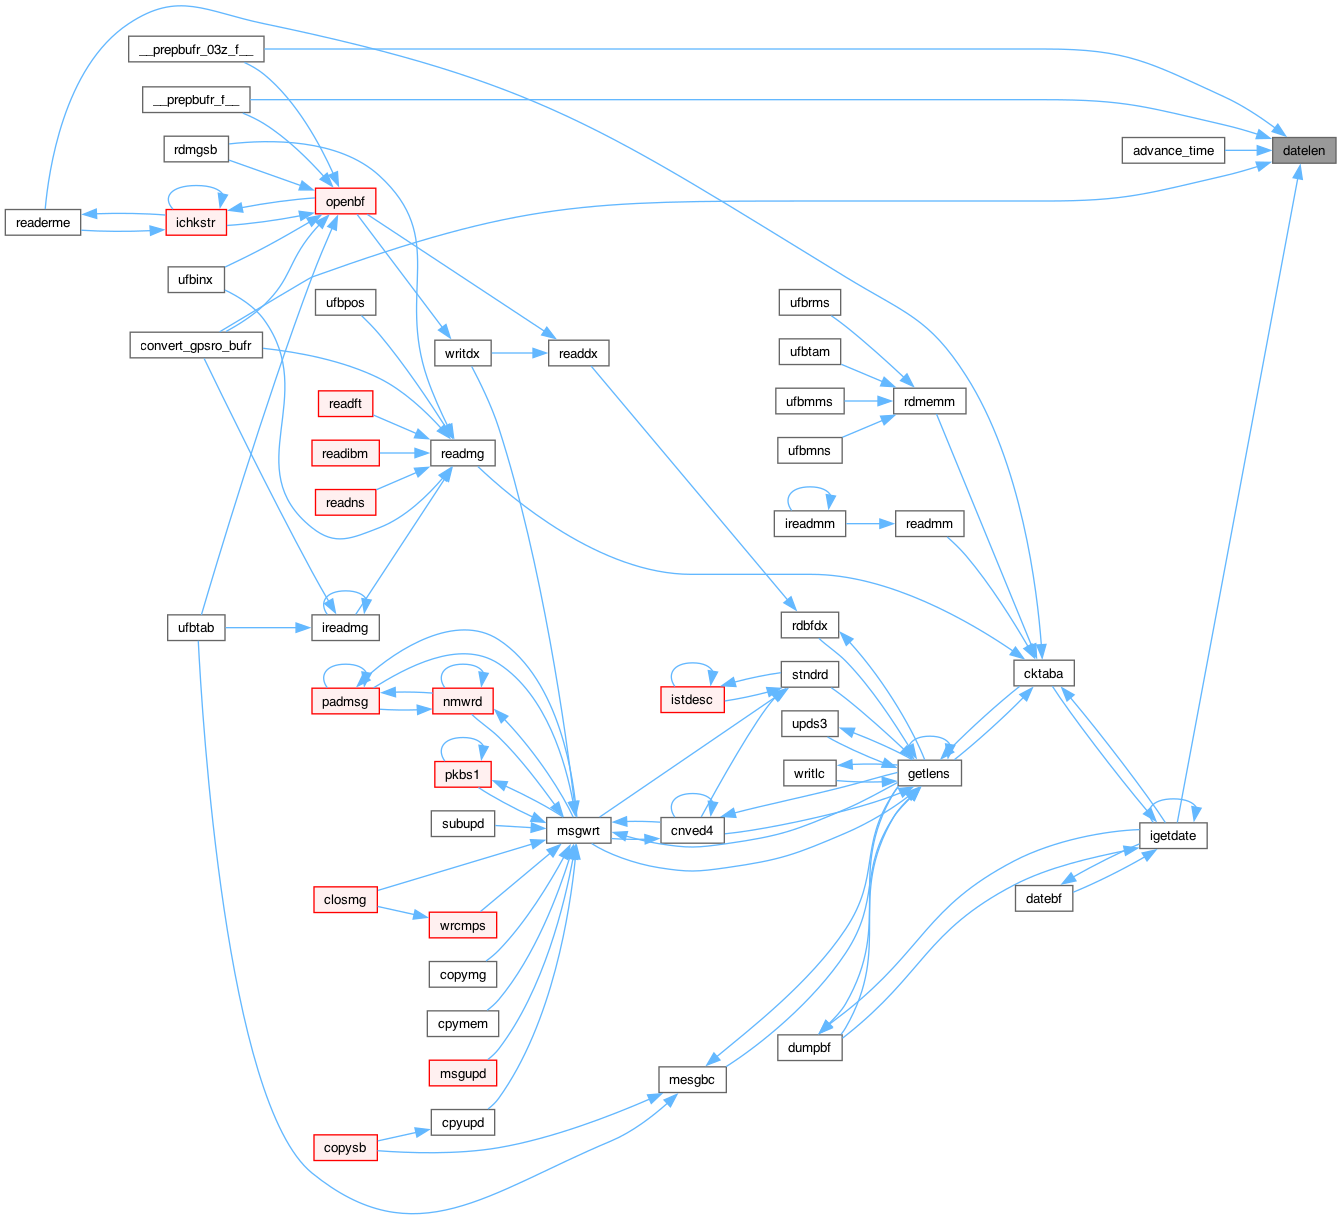 __prepbufr_03z_f__
__prepbufr_f__
rdmgsb
advance_time
datelen
openbf
readerme
ichkstr
ufbinx
ufbpos
ufbrms
convert_gpsro_bufr
writdx
readdx
ufbtam
readft
rdmemm
ufbmms
readibm
readmg
ufbmns
readns
ireadmm
readmm
ufbtab
ireadmg
rdbfdx
stndrd
cktaba
padmsg
nmwrd
istdesc
upds3
pkbs1
writlc
getlens
subupd
msgwrt
cnved4
igetdate
closmg
datebf
wrcmps
copymg
cpymem
dumpbf
msgupd
mesgbc
cpyupd
copysb